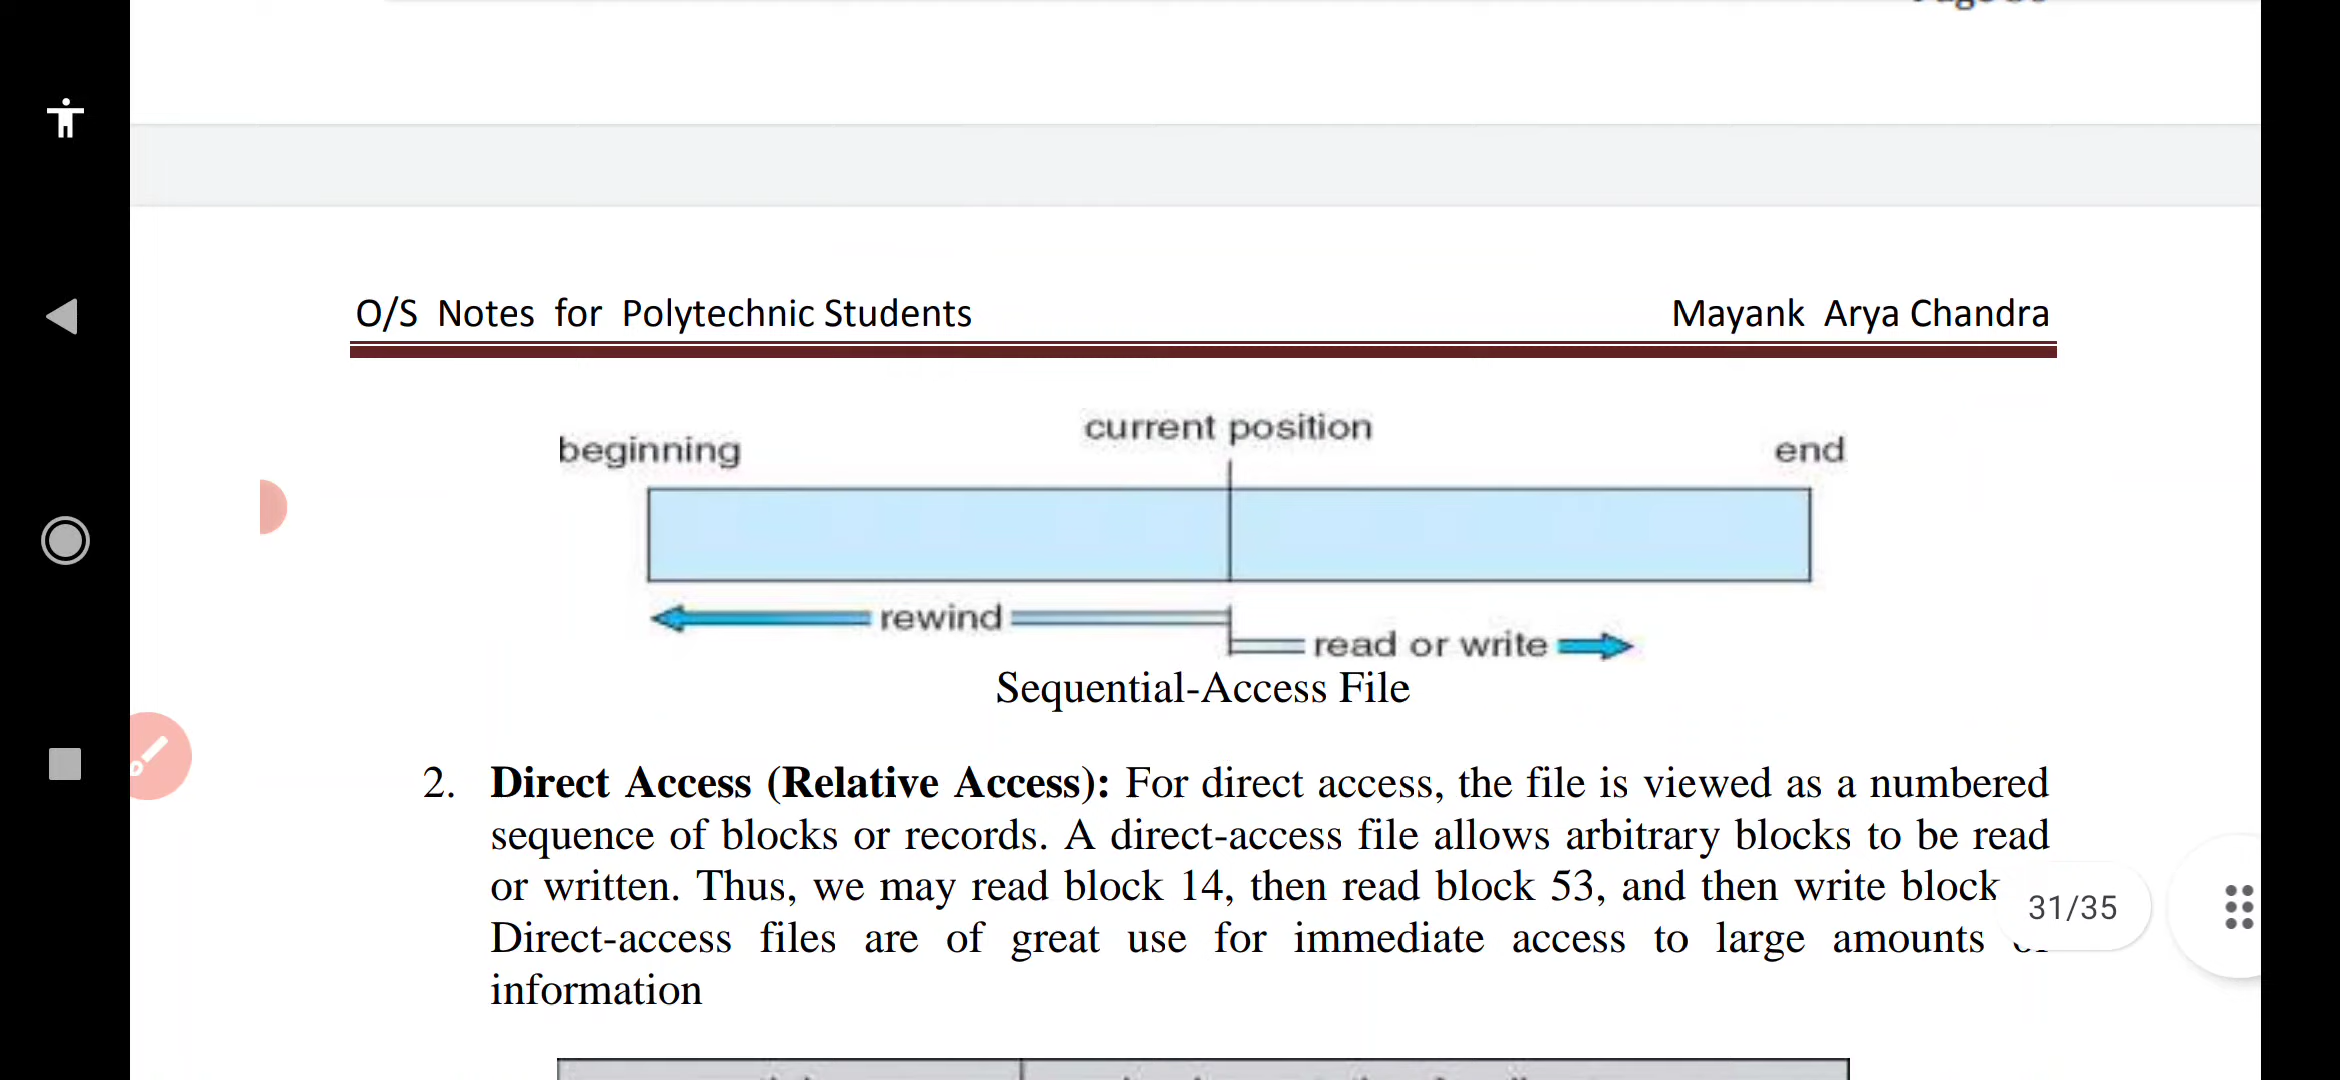 O/S Notes for Polytechnic Students Mayank Arya Chandra
current position
beginning end
rewind
read or write
Sequential-Access File
2. Direct Access (Relative Access): For direct access, the file is viewed as a numbered
sequence of blocks or records. A direct-access file allows arbitrary blocks to be read
or written. Thus, we may read block 14, then read block 53, and then write block
31/35
Direct-access files are of great use for immediate access to large amounts
information